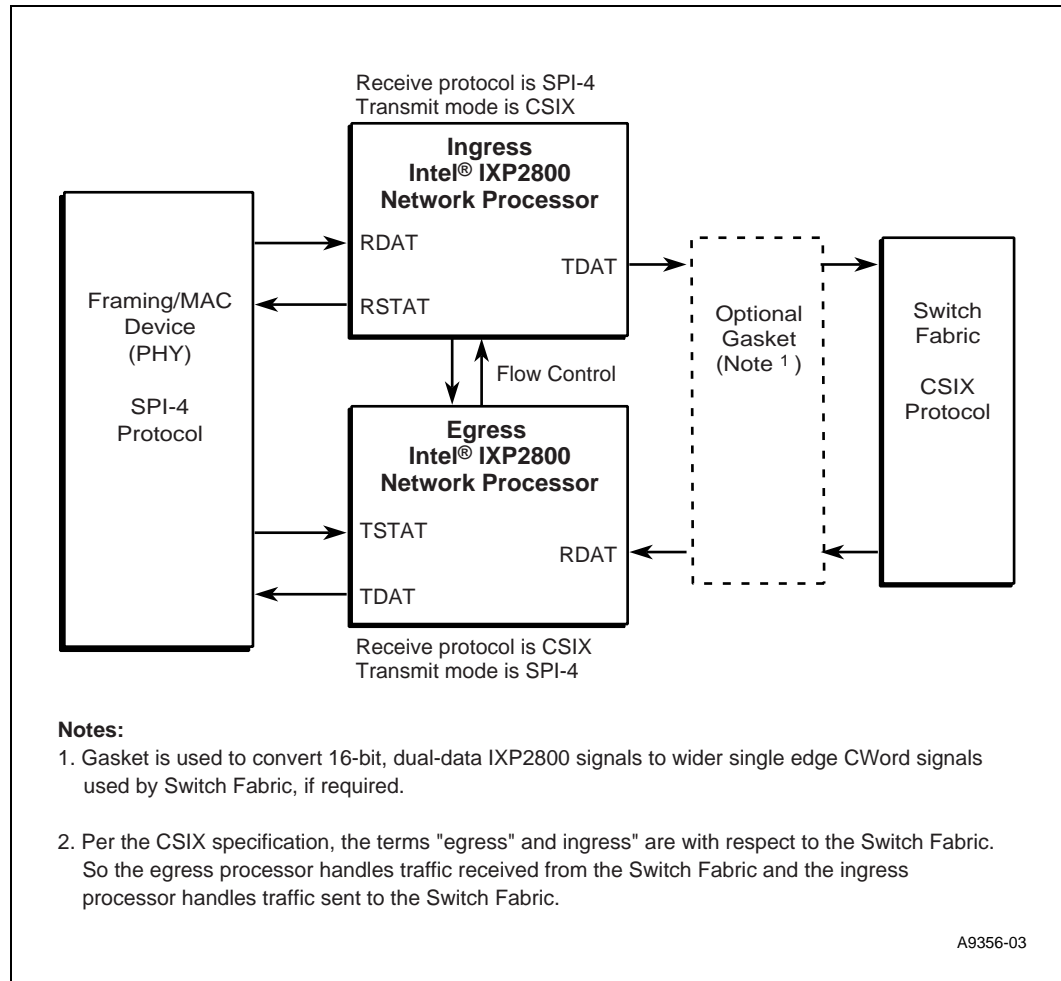 Receive protocol is SPI-4
Transmit mode is CSIX
Ingress
Intel® IXP2800
Network Processor
RDAT
TDAT
RSTAT
Framing/MAC
Device
(PHY)
SPI-4
Protocol
Optional
Gasket
(Note 1 )
Switch
Fabric
CSIX
Protocol
Flow Control
Egress
Intel® IXP2800
Network Processor
TSTAT
RDAT
TDAT
Receive protocol is CSIX
Transmit mode is SPI-4
Notes:
1. Gasket is used to convert 16-bit, dual-data IXP2800 signals to wider single edge CWord signals
used by Switch Fabric, if required.
2. Per the CSIX specification, the terms "egress" and ingress" are with respect to the Switch Fabric.
So the egress processor handles traffic received from the Switch Fabric and the ingress
processor handles traffic sent to the Switch Fabric.
A9356-03